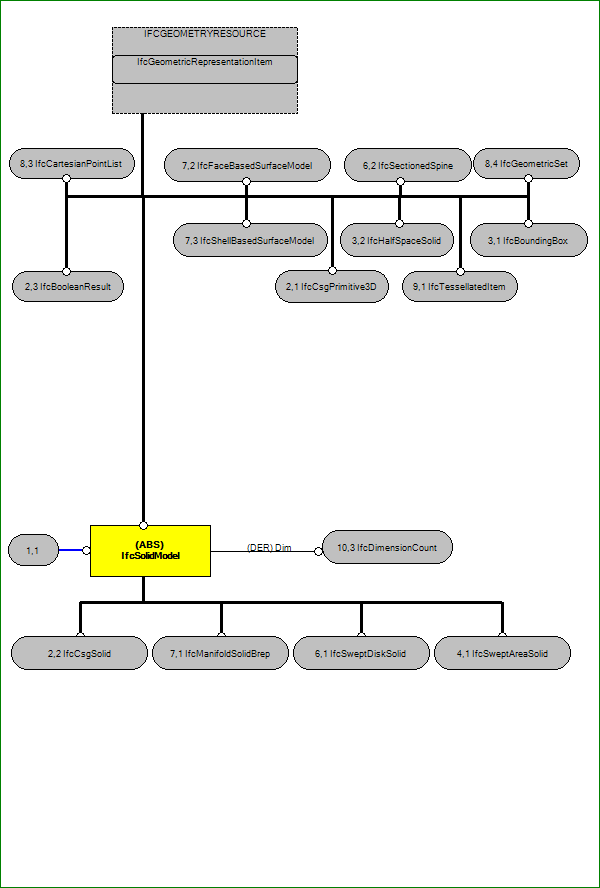 IFCGEOMETRYRESOURCE
IfcGeometricRepresentationItem
8,3 IfcCartesianPointList
7,2 IfcFaceBasedSurfaceModel
6,2 IfcSectionedSpine
8,4 IfcGeometricSet
7,3 IfcShellBasedSurfaceModel
3,2 IfcHalfSpaceSolid
3,1 IfcBoundingBox
2,3 IfcBooleanResult
2,1 IfcCsgPrimitive3D
9,1 IfcTessellatedItem
1,1
(ABS)
IfcSolidModel
(DER) Dim
10,3 IfcDimensionCount
2,2 IfcCsgSolid
7,1 IfcManifoldSolidBrep
6,1 IfcSweptDiskSolid
4,1 IfcSweptAreaSolid